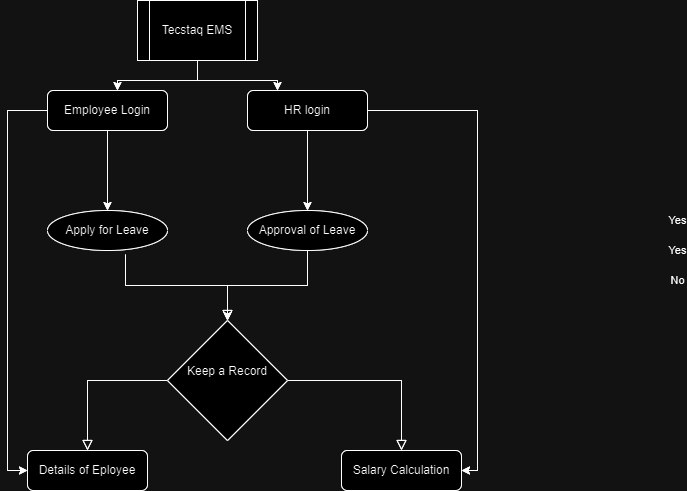 Tecstaq EMS
Employee Login
HR login
Apply for Leave
Approval of Leave
Yes
Yes
No
Keep a Record
Details of Eployee
Salary Calculation